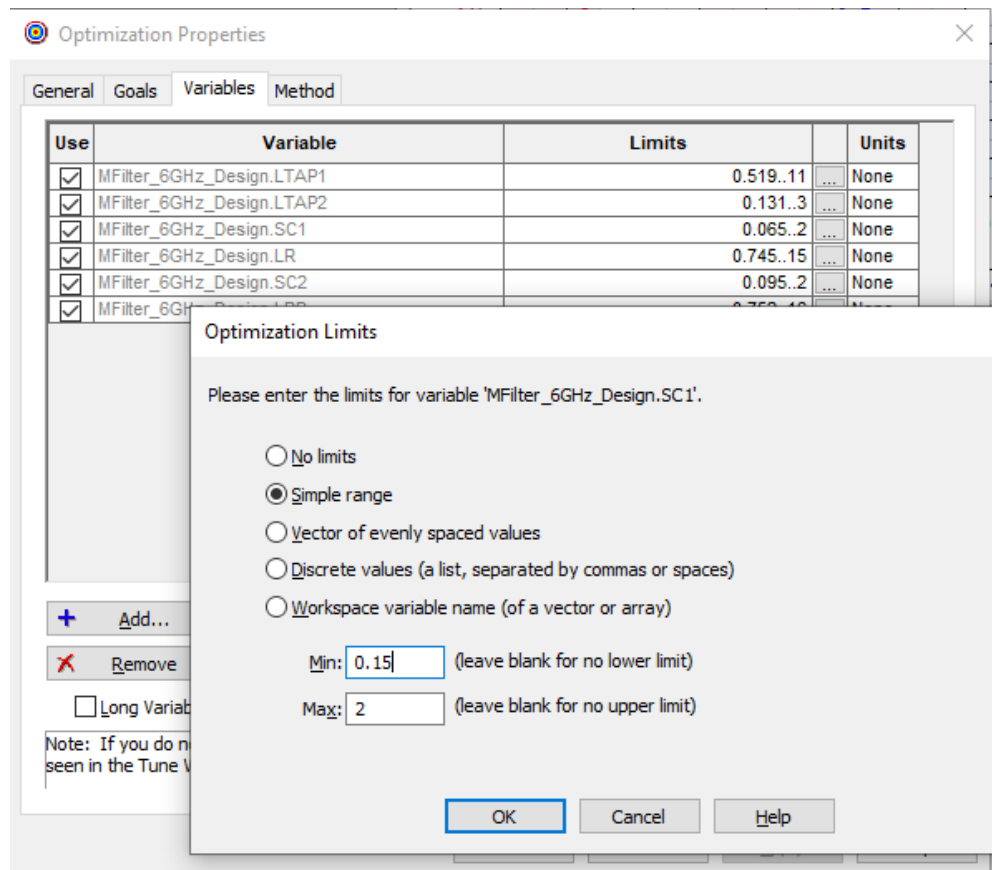 Optimization Properties
General Goals Variables Method
Use Variable Limits Units
MFilter_6GHz_Design.LTAP1 0.519..11 ... None
MFilter_6GHz_Design.LTAP2 0.131..3 ... None
MFilter_6GHz_Design.SC1 0.065..2 ... None
MFilter_6GHz_Design.LR 0.745..15 ... None
MFilter_6GHz_Design.SC2 0.095..2 ... None
Optimization Limits
Please enter the limits for variable 'MFilter_6GHz_Design.SC1'.
No limits
Simple range
Vector of evenly spaced values
Discrete values (a list, separated by commas or spaces)
Workspace variable name (of a vector or array)
Add...
Min: 0.15 (leave blank for no lower limit)
Remove
Max: 2 (leave blank for no upper limit)
Long Variab
Note: If you do n
seen in the Tune
OK Cancel Help